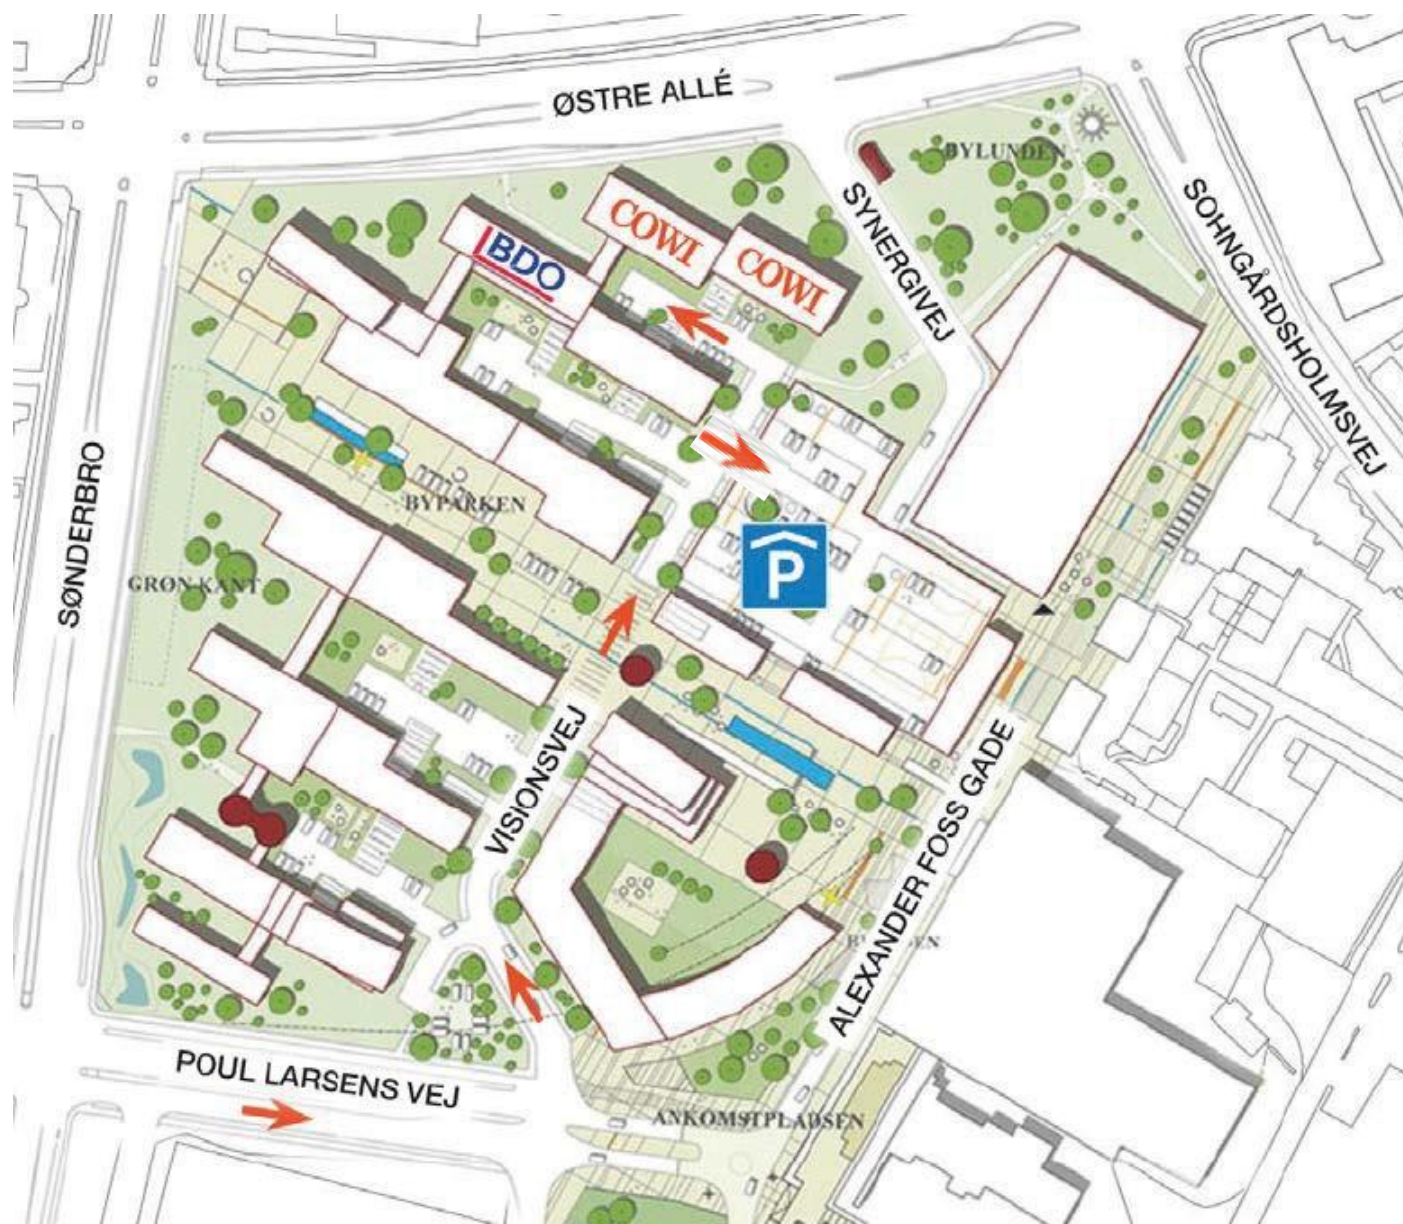 ØSTRE ALLÉ
BYLUNDEN
SYNERGIVEJ
SOHNGÅRDSHOLMSVEJ
COWI
COWI
BDO
SØNDERBRO
BYPARKEN
GRØN KANT
P
VISIONSVEJ
ALEXANDER FOSS GADE
POUL LARSENS VEJ
ANKOMSTPLADSEN